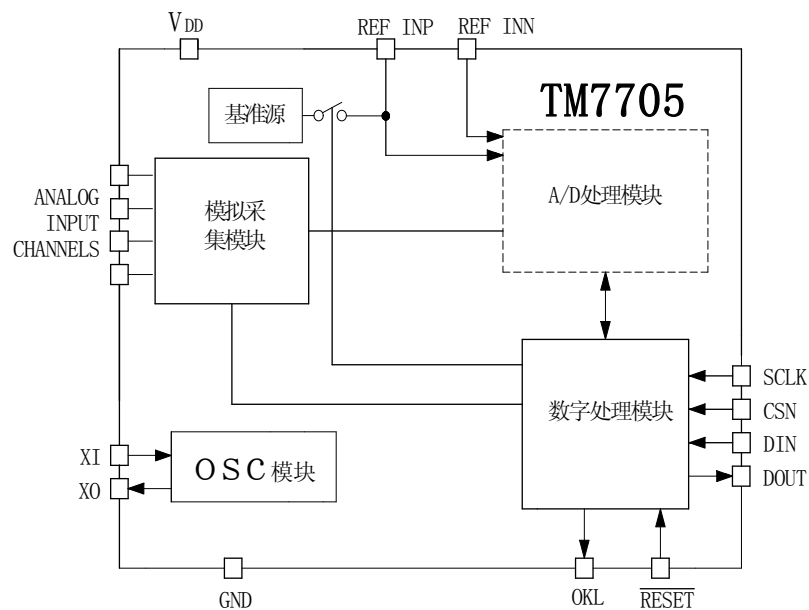 VDD
REF INP
REF INN
TM7705
基准源
A/D处理模块
ANALOG
INPUT
CHANNELS
模拟采
集模块
数字处理模块
SCLK
CSN
DIN
DOUT
XI
XO
OSC模块
GND
OKL
RESET